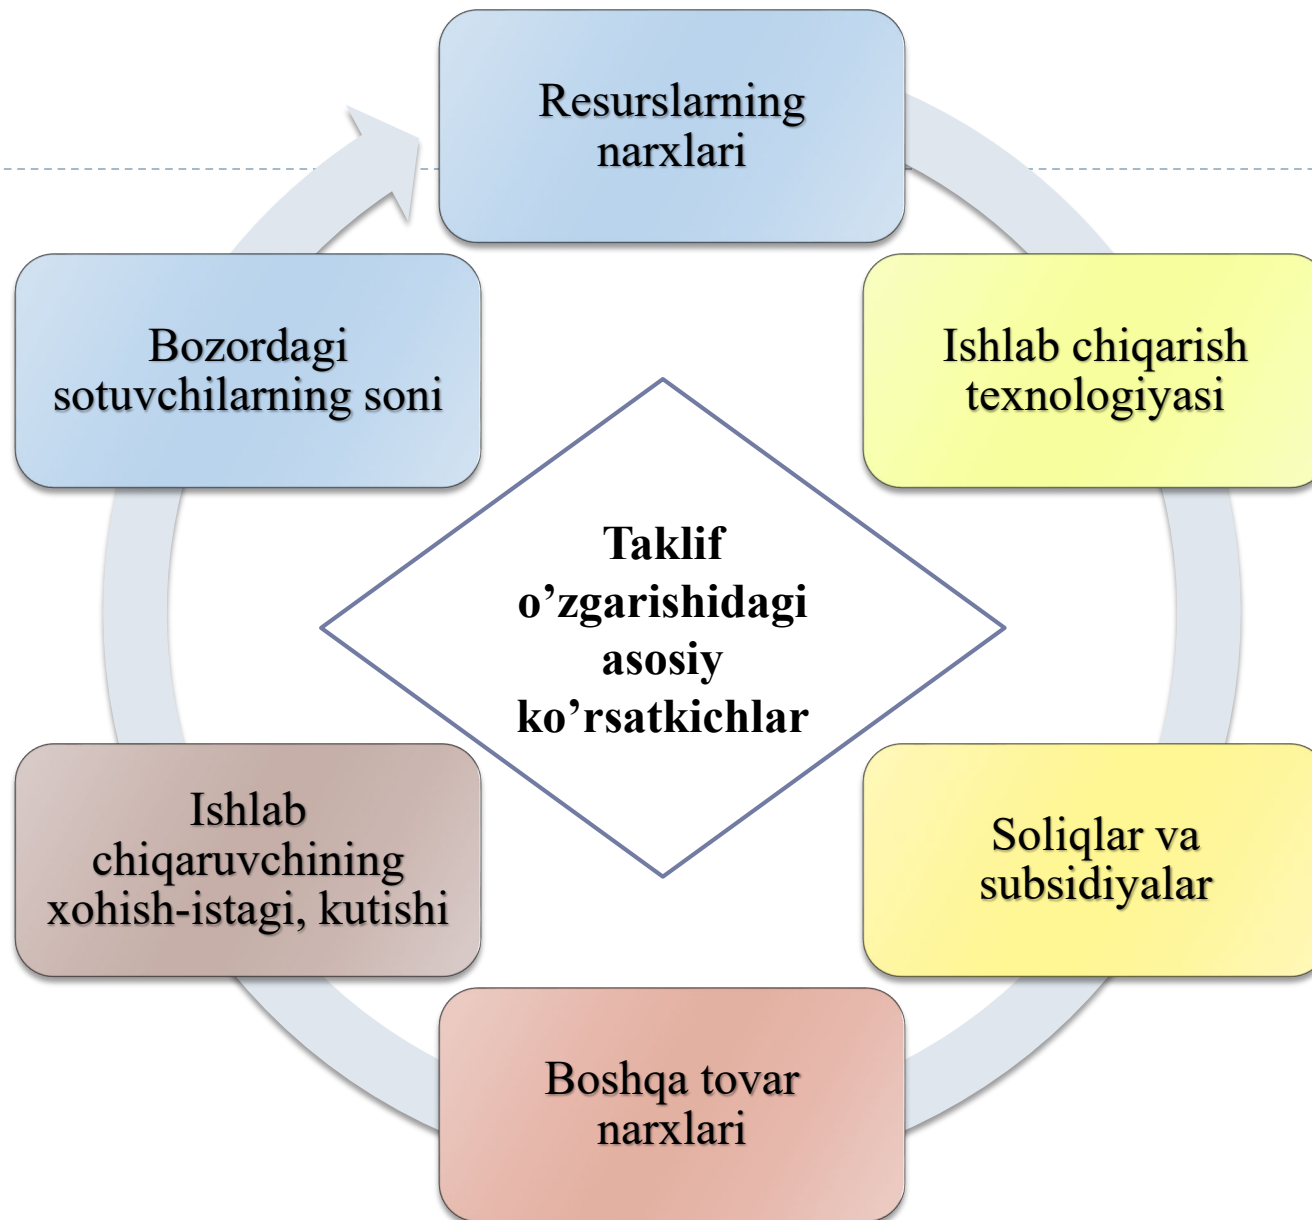 Resurslarning
narxlari
Ishlab chiqarish
texnologiyasi
Soliqlar va
subsidiyalar
Boshqa tovar
narxlari
Ishlab
chiqaruvchining
xohish-istagi, kutishi
Bozordagi
sotuvchilarning soni
Taklif
o’zgarishidagi
asosiy
ko’rsatkichlar